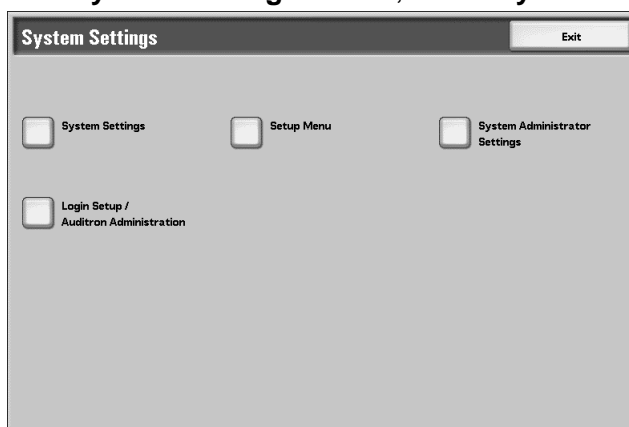 System Settings
Exit
System Settings
Setup Menu
System Administrator
Settings
Login Setup /
Auditron Administration